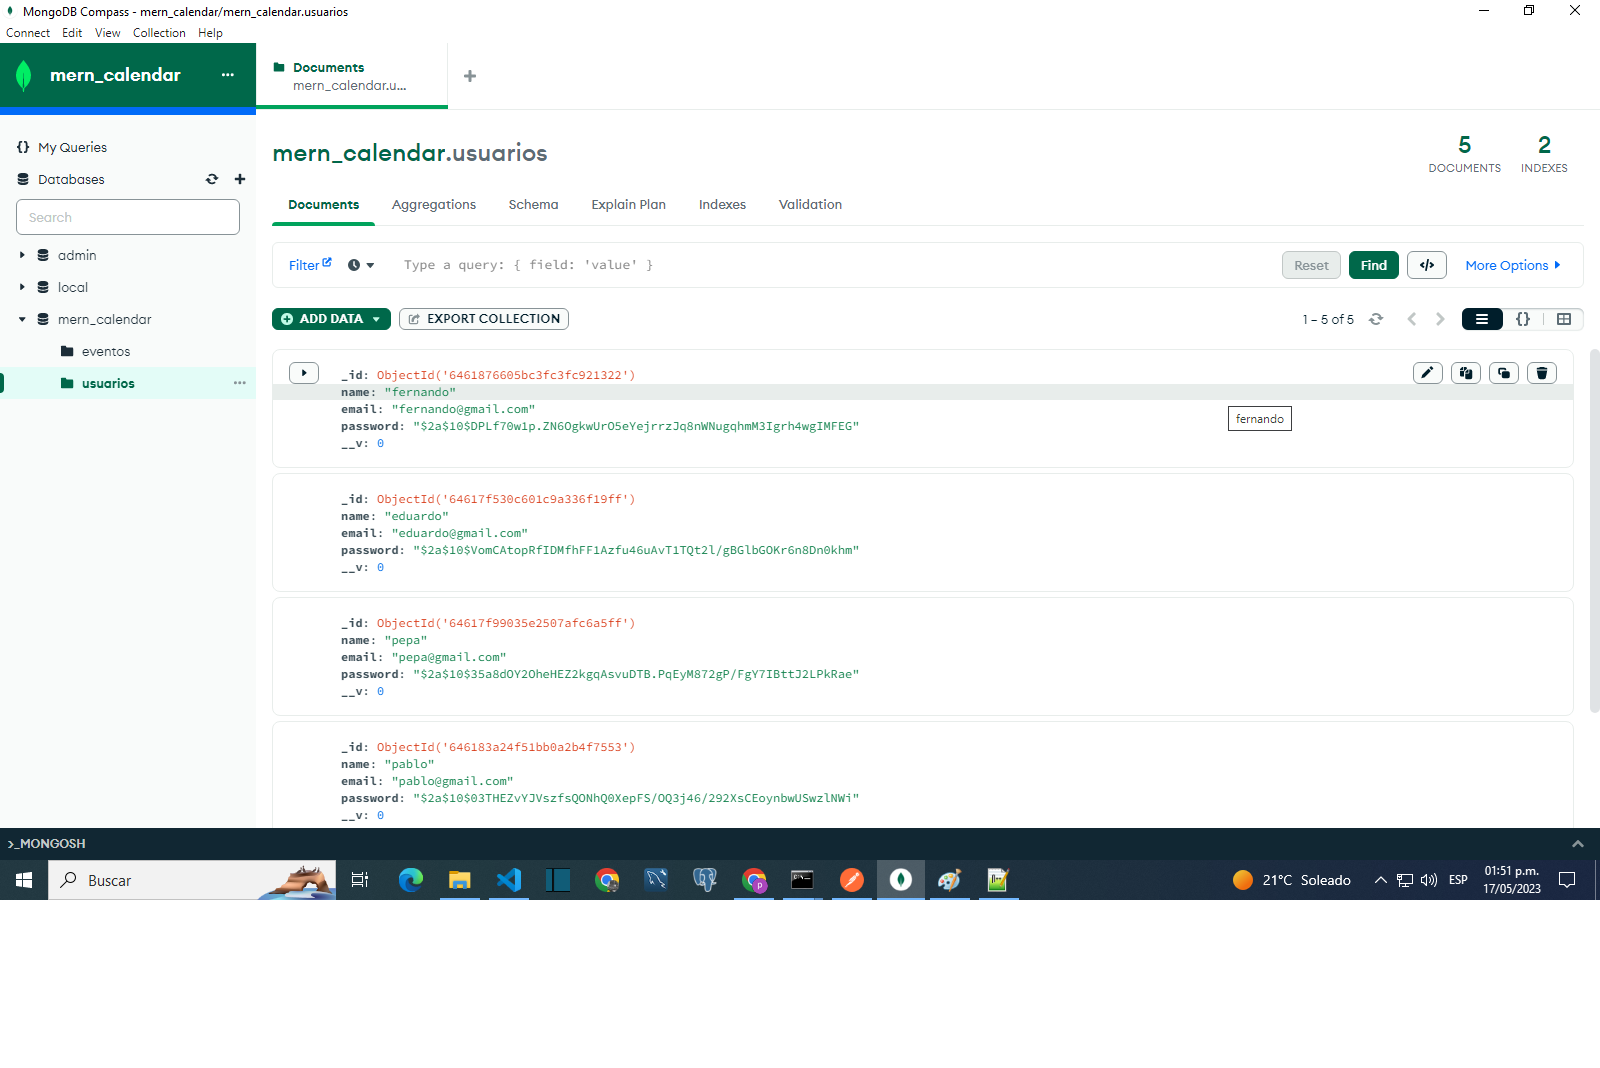 MongoDB Compass - mern_calendar/mern_calendar.usuarios
Connect Edit View Collection Help
mern_calendar
Documents
mern_calendar.u...
My Queries
Databases
Search
admin
local
mern_calendar
eventos
usuarios
mern_calendar.usuarios
5
DOCUMENTS
2
INDEXES
Documents Aggregations Schema Explain Plan Indexes Validation
Filter
Type a query: { field: 'value' }
Reset
Find
</>
More Options
ADD DATA
EXPORT COLLECTION
1 – 5 of 5
{}
_id: ObjectId('6461876605bc3fc3fc921322')
name: "fernando"
email: "fernando@gmail.com"
password: "$2a$10$DPLf70w1p.ZN6OgkwUrO5eYejrrzJq8nWNugqhmM3Igrh4wgIMFEG"
__v: 0
fernando
_id: ObjectId('64617f530c601c9a336f19ff')
name: "eduardo"
email: "eduardo@gmail.com"
password: "$2a$10$VomCAtopRfIDMfhFF1Azfu46uAvT1TQt2l/gBGlbGOKr6n8Dn0khm"
__v: 0
_id: ObjectId('64617f99035e2507afc6a5ff')
name: "pepa"
email: "pepa@gmail.com"
password: "$2a$10$35a8dOY2OheHEZ2kgqAsvuDTB.PqEyM872gP/FgY7IBttJ2LPkRae"
__v: 0
_id: ObjectId('646183a24f51bb0a2b4f7553')
name: "pablo"
email: "pablo@gmail.com"
password: "$2a$10$03THEZvYJVszfsQONhQ0XepFS/OQ3j46/292XsCEoynbwUSwzlNWi"
__v: 0
>_MONGOSH
Buscar
21°C Soleado
ESP
01:51 p.m.
17/05/2023